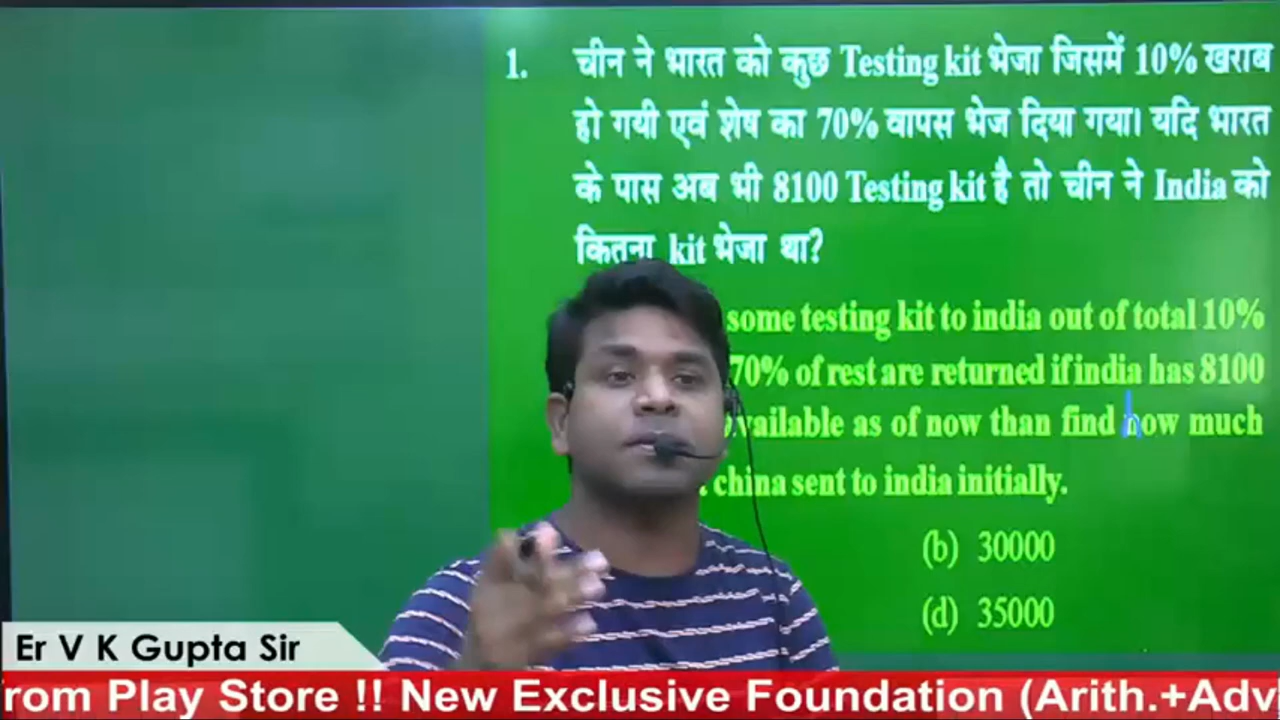 1. चीन ने भारत को कुछ Testing kit भेजा जिसमें 10% खराब
हो गयी एवं शेष का 70% वापस भेज दिया गया। यदि भारत
के पास अब भी 8100 Testing kit है तो चीन ने India को
कितना kit भेजा था?
some testing kit to india out of total 10%
70% of rest are returned if india has 8100
available as of now than find how much
china sent to india initially.
(b) 30000
(d) 35000
Er V K Gupta Sir
rom Play Store !! New Exclusive Foundation (Arith.+Adv